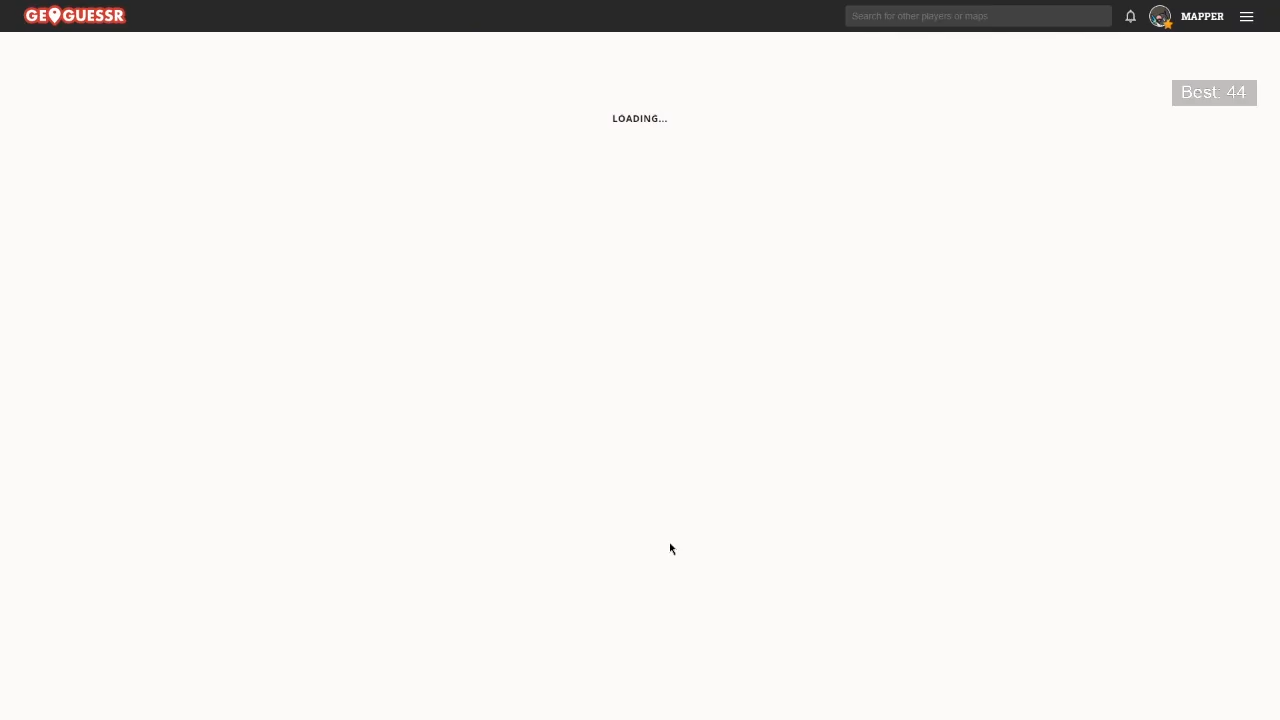 GEOGUESSR
Search for other players or maps
MAPPER
Best: 44
LOADING...